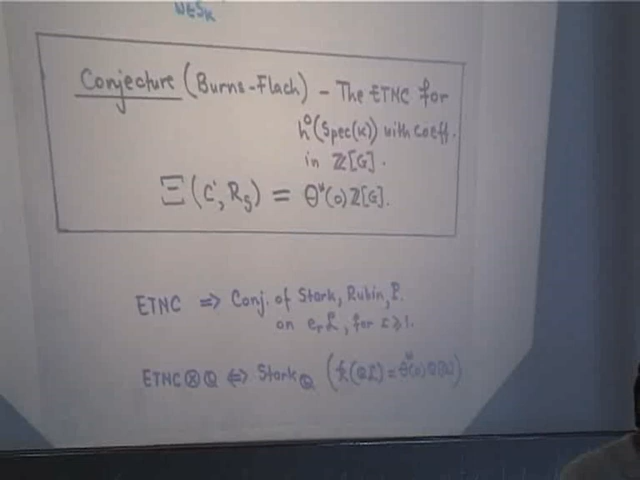 Conjecture (Burns-Flach) - The ETNC for
h⁰(Spec(K)) with coeff.
in ℤ[G].
Ξ(C˙, R_S) = Θ*(0)ℤ[G].
ETNC ⇒ Conj. of Stark, Rubin, P.
on e_r 𝓛, for r ⩾ 1.
ETNC⊗ℚ ⇔ Stark_ℚ